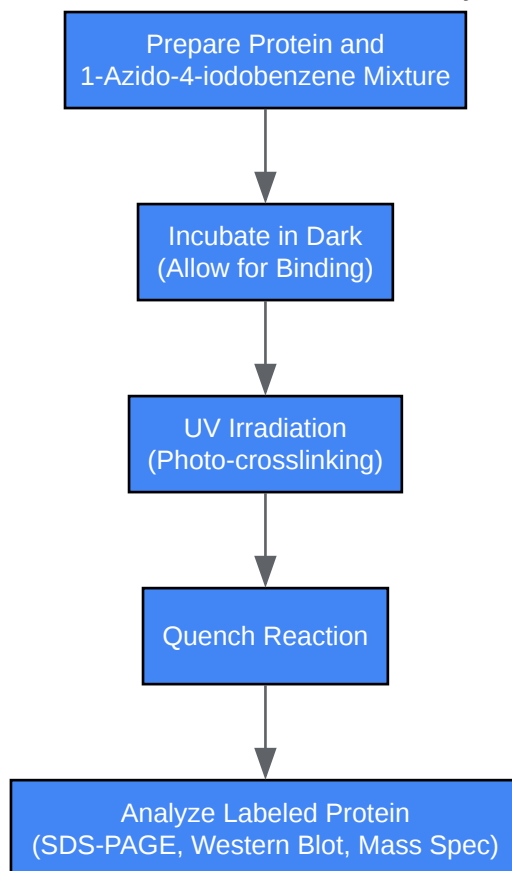 Prepare Protein and
1-Azido-4-iodobenzene Mixture
Incubate in Dark
(Allow for Binding)
UV Irradiation
(Photo-crosslinking)
Quench Reaction
Analyze Labeled Protein
(SDS-PAGE, Western Blot, Mass Spec)